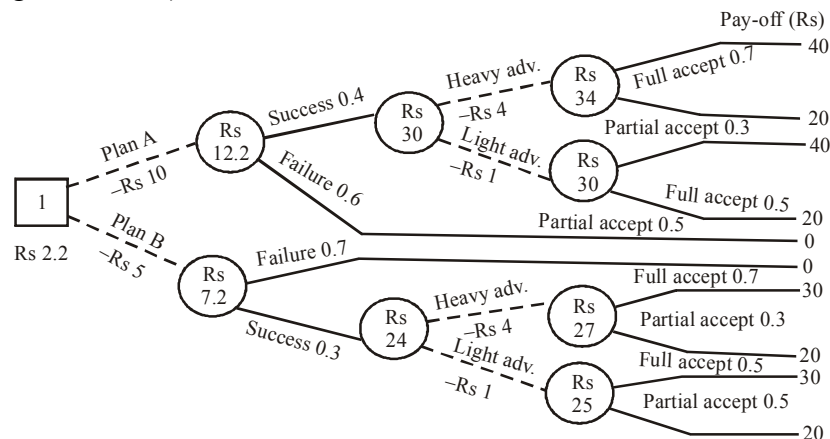 Pay-off (Rs)
40
Full accept 0.7
Heavy adv.
–Rs 4
Rs
34
20
Partial accept 0.3
Success 0.4
Rs
30
40
Light adv.
–Rs 1
Rs
30
Full accept 0.5
20
Plan A
–Rs 10
Rs
12.2
Failure 0.6
Partial accept 0.5
0
1
Rs 2.2
Plan B
–Rs 5
Rs
7.2
Failure 0.7
0
Full accept 0.7
30
Heavy adv.
–Rs 4
Rs
27
Partial accept 0.3
20
Success 0.3
Rs
24
Full accept 0.5
30
Light adv.
–Rs 1
Rs
25
Partial accept 0.5
20